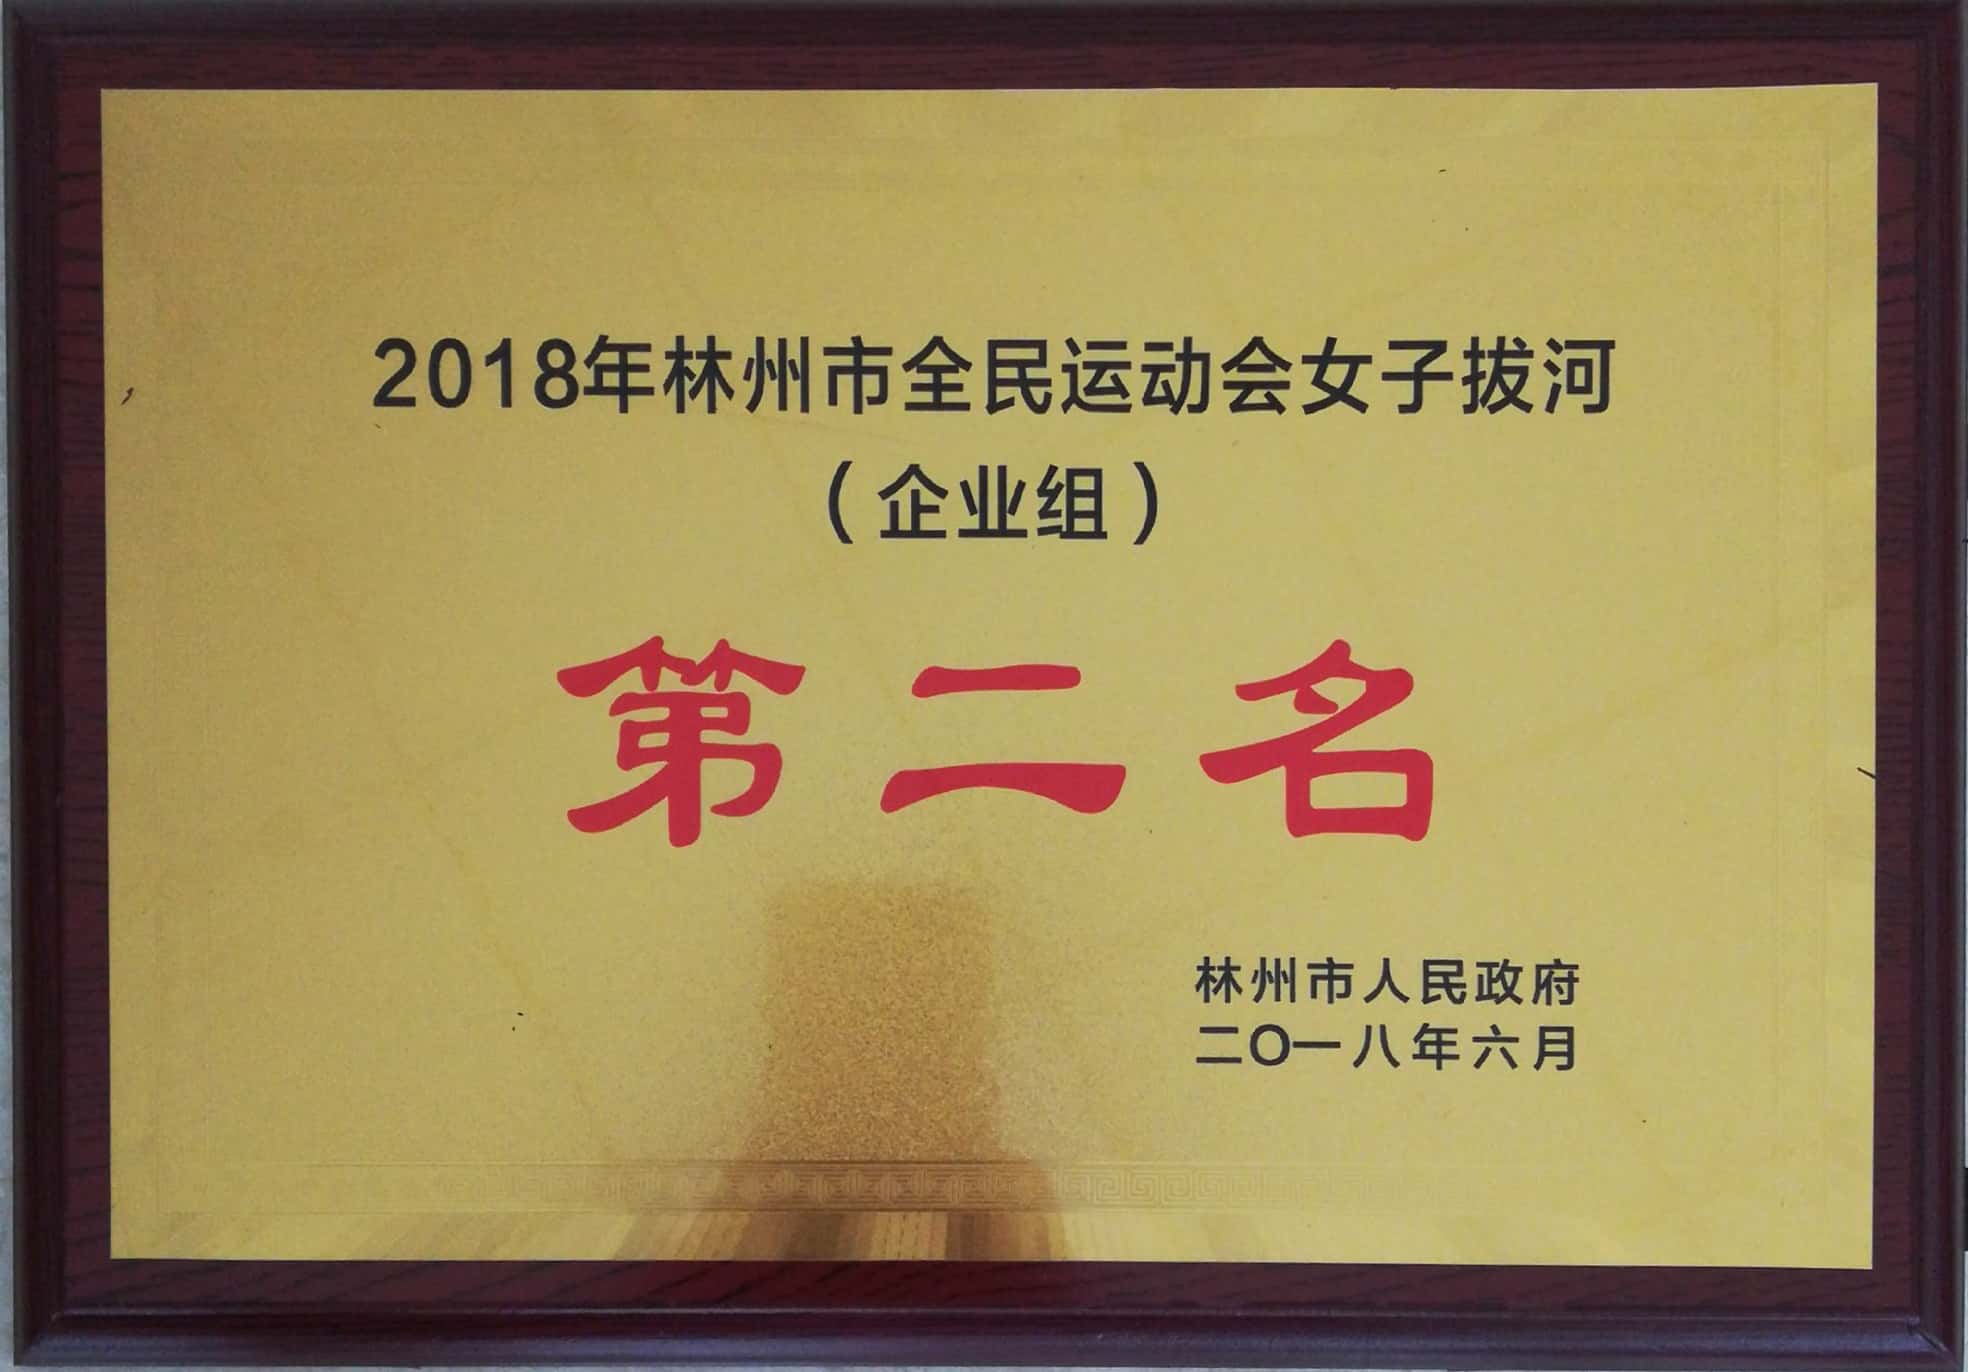 2018年林州市全民运动会女子拔河
（企业组）
第二名
林州市人民政府
二〇一八年六月